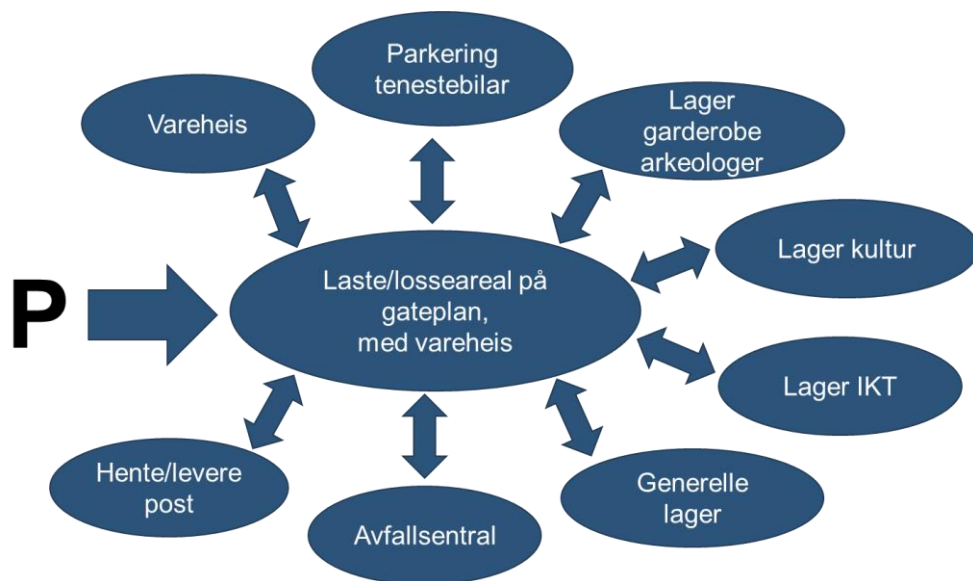 Parkering
tenestebilar
Vareheis
Lager
garderobe
arkeologer
Lager kultur
P
Laste/losseareal på
gateplan,
med vareheis
Lager IKT
Hente/levere
post
Avfallsentral
Generelle
lager